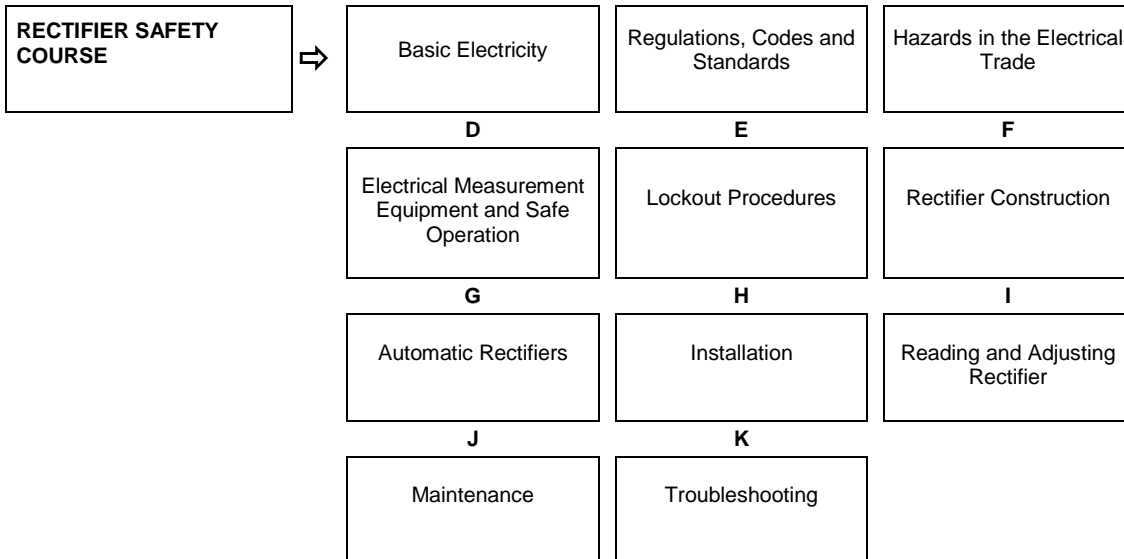 RECTIFIER SAFETY
COURSE
Basic Electricity
Regulations, Codes and
Standards
Hazards in the Electrical
Trade
D
E
F
Electrical Measurement
Equipment and Safe
Operation
Lockout Procedures
Rectifier Construction
G
H
I
Automatic Rectifiers
Installation
Reading and Adjusting
Rectifier
J
K
Maintenance
Troubleshooting